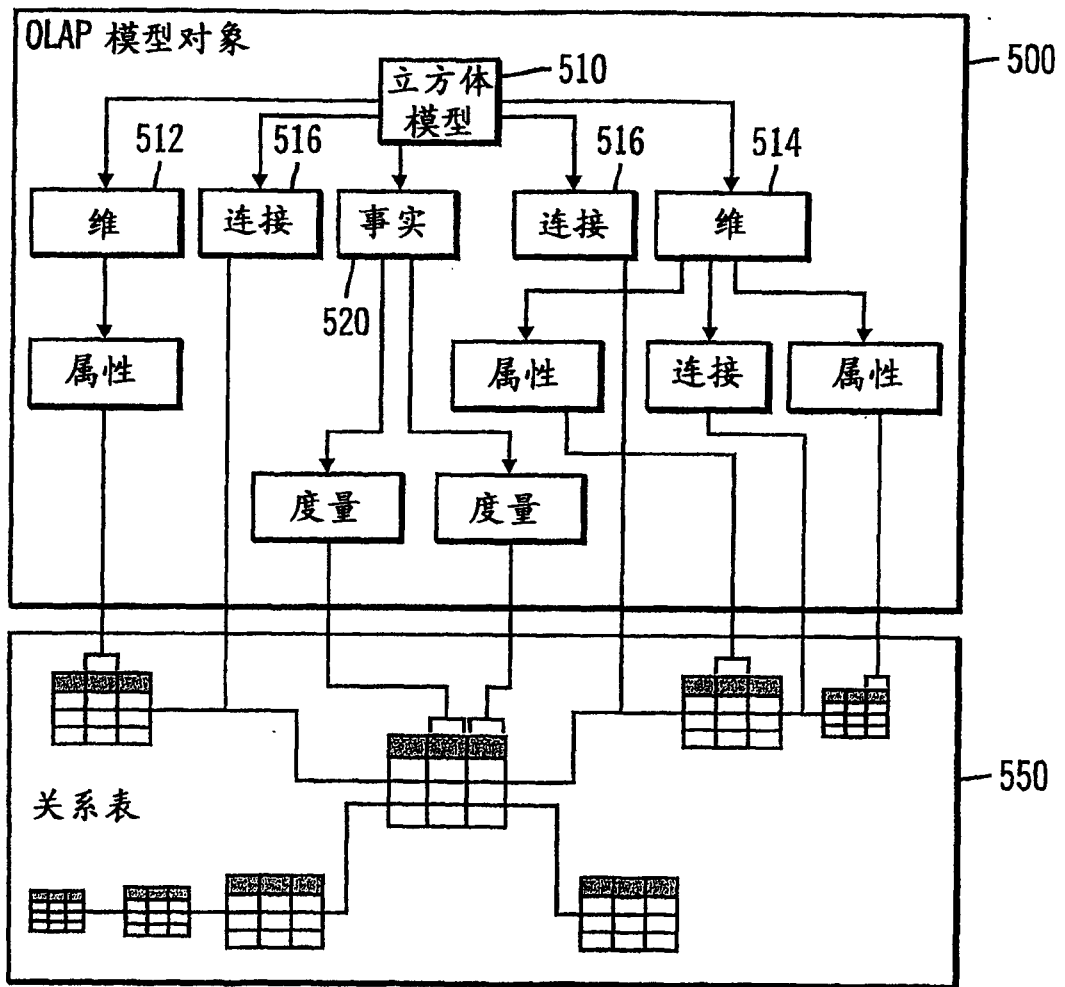 OLAP 模型对象
500
立方体
模型
510
512
516
516
514
维
连接
事实
连接
维
520
属性
属性
连接
属性
度量
度量
550
关系表